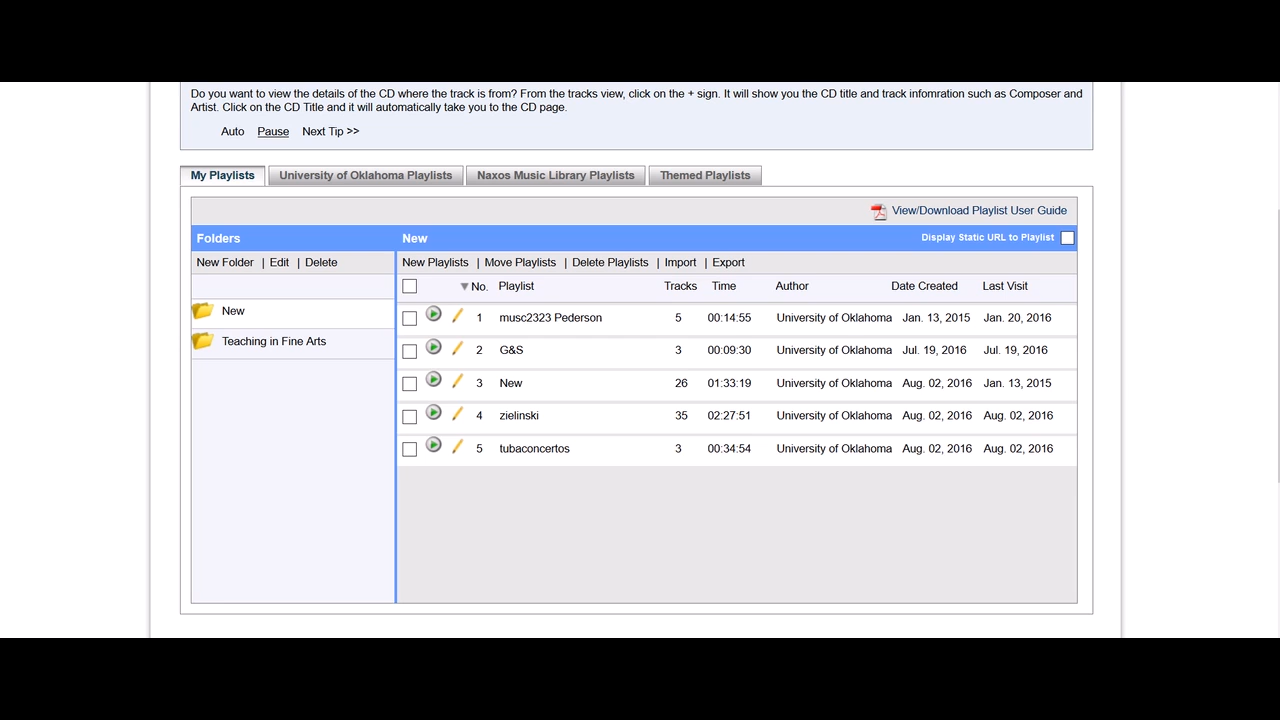 Do you want to view the details of the CD where the track is from? From the tracks view, click on the + sign. It will show you the CD title and track infomration such as Composer and
Artist. Click on the CD Title and it will automatically take you to the CD page.
Auto Pause Next Tip >>
My Playlists University of Oklahoma Playlists Naxos Music Library Playlists Themed Playlists
View/Download Playlist User Guide
Folders New Display Static URL to Playlist
New Folder | Edit | Delete New Playlists | Move Playlists | Delete Playlists | Import | Export
No. Playlist Tracks Time Author Date Created Last Visit
New
Teaching in Fine Arts
1 musc2323 Pederson 5 00:14:55 University of Oklahoma Jan. 13, 2015 Jan. 20, 2016
2 G&S 3 00:09:30 University of Oklahoma Jul. 19, 2016 Jul. 19, 2016
3 New 26 01:33:19 University of Oklahoma Aug. 02, 2016 Jan. 13, 2015
4 zielinski 35 02:27:51 University of Oklahoma Aug. 02, 2016 Aug. 02, 2016
5 tubaconcertos 3 00:34:54 University of Oklahoma Aug. 02, 2016 Aug. 02, 2016